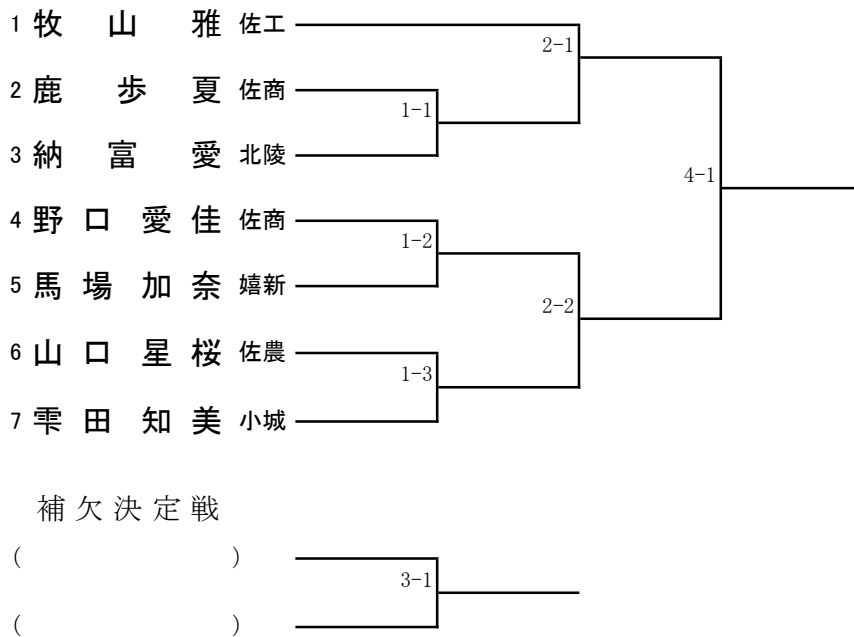 1 牧山 雅 佐工
2-1
2 鹿 歩夏 佐商
1-1
3 納富 愛 北陵
4-1
4 野口愛佳 佐商
1-2
5 馬場加奈 嬉新
2-2
6 山口星桜 佐農
1-3
7 雫田知美 小城
補欠決定戦
( )
3-1
( )